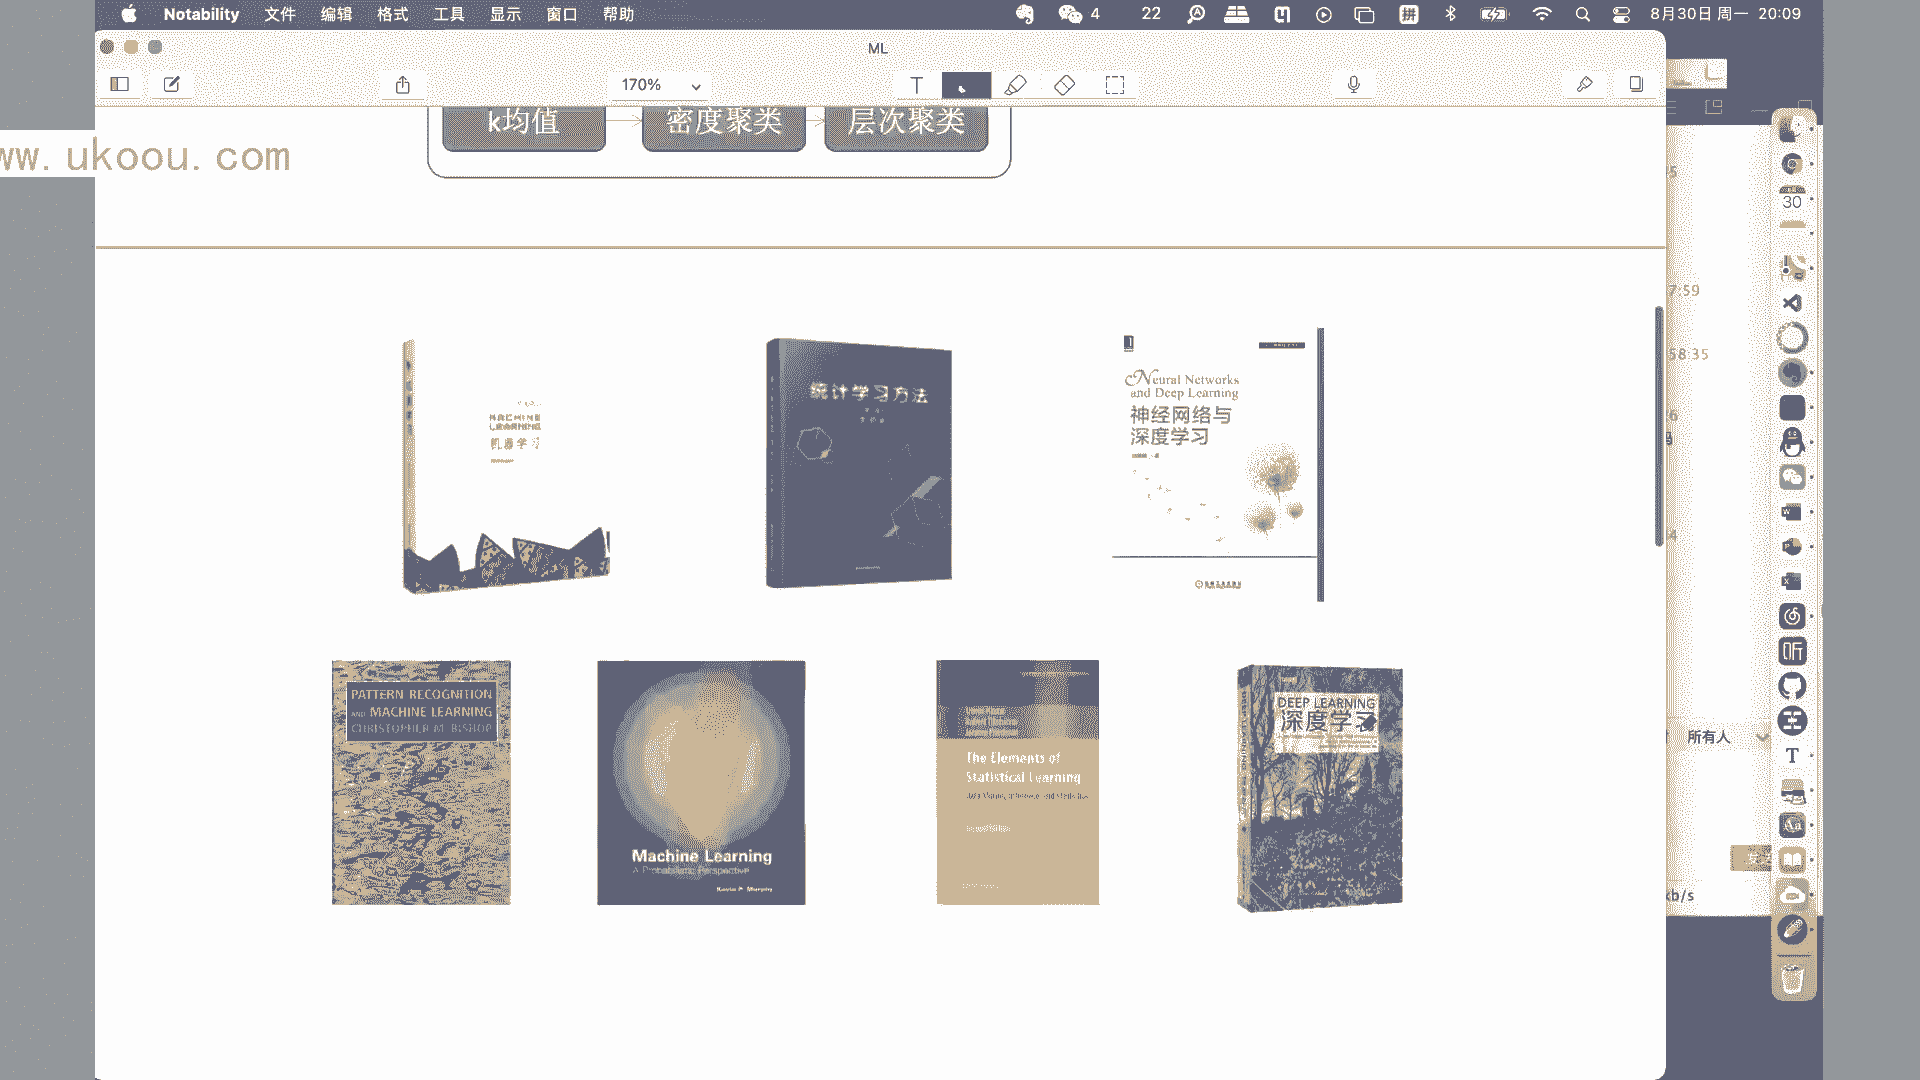 Notability 文件 编辑 格式 工具 显示 窗口 帮助 4 22 拼 8月30日 周一 20:09
ML
170%
T
k均值 密度聚类 层次聚类
ww.ukoou.com
30
7:59
58:35
统计学习方法
MACHINE
LEARNING
机器学习
Neural Networks
and Deep Learning
神经网络与
深度学习
PATTERN RECOGNITION
AND MACHINE LEARNING
CHRISTOPHER M. BISHOP
Machine Learning
A Probabilistic Perspective
Kevin P. Murphy
The Elements of
Statistical Learning
DEEP LEARNING
深度学习
所有人
kb/s
听
T
Aa